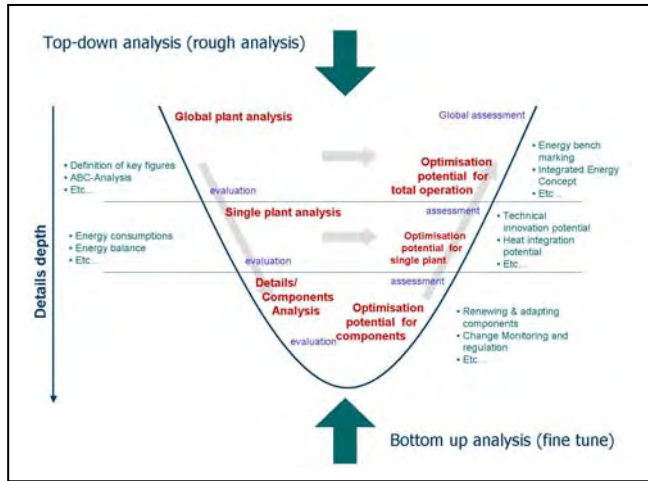 Top-down analysis (rough analysis)
Global plant analysis
Global assessment
• Definition of key figures
• ABC-Analysis
• Etc...
evaluation
Optimisation
potential for
total operation
• Energy bench
marking
• Integrated Energy
Concept
• Etc...
Single plant analysis
assessment
• Energy consumptions
• Energy balance
• Etc...
evaluation
Optimisation
potential for
single plant
• Technical
innovation potential
• Heat integration
potential
• Etc...
assessment
Details/
Components
Analysis
evaluation
Optimisation
potential for
components
• Renewing & adapting
components
• Change Monitoring and
regulation
• Etc...
Details depth
Bottom up analysis (fine tune)